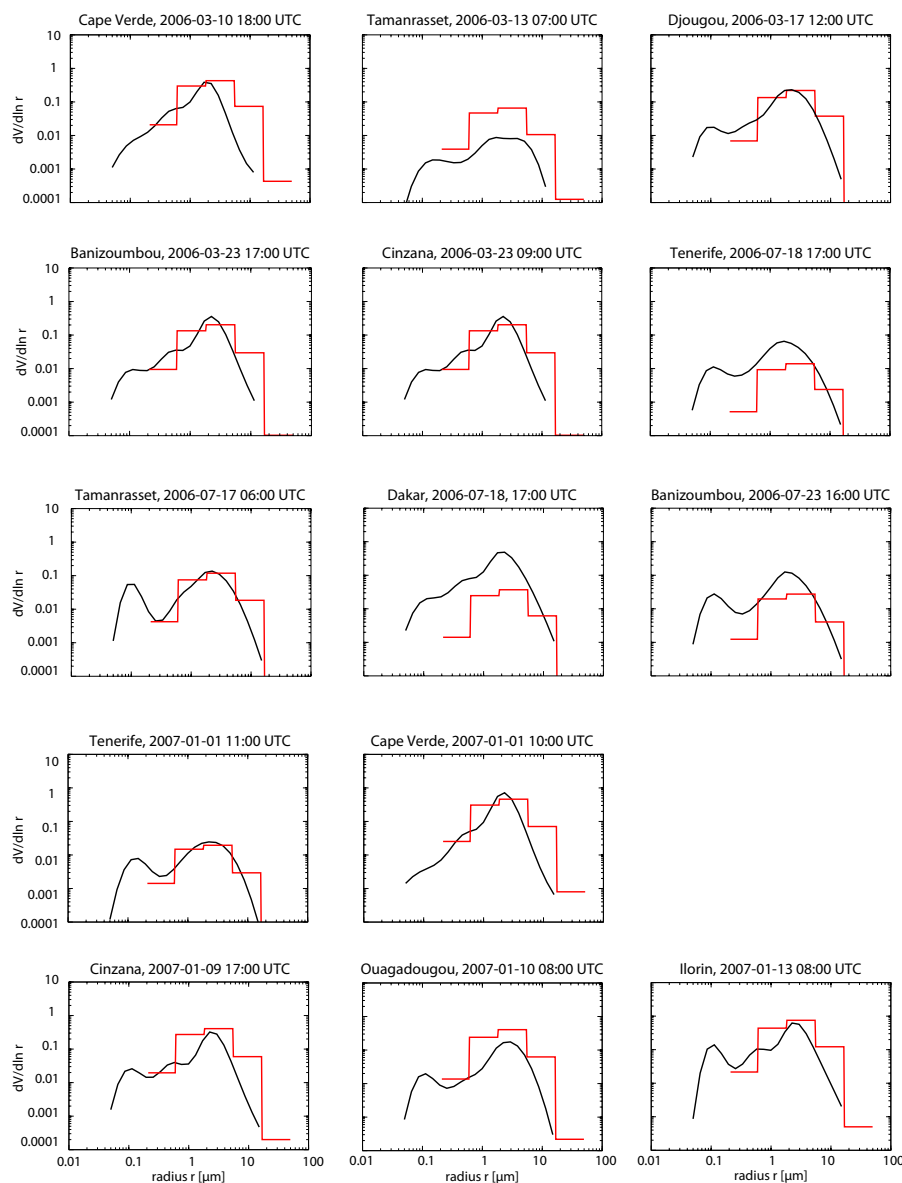 Cape Verde, 2006-03-10 18:00 UTC
Tamanrasset, 2006-03-13 07:00 UTC
Djougou, 2006-03-17 12:00 UTC
10
1
0.1
0.01
0.001
0.0001
dV/dln r
Banizoumbou, 2006-03-23 17:00 UTC
Cinzana, 2006-03-23 09:00 UTC
Tenerife, 2006-07-18 17:00 UTC
10
1
0.1
0.01
0.001
0.0001
dV/dln r
Tamanrasset, 2006-07-17 06:00 UTC
Dakar, 2006-07-18, 17:00 UTC
Banizoumbou, 2006-07-23 16:00 UTC
10
1
0.1
0.01
0.001
0.0001
dV/dln r
Tenerife, 2007-01-01 11:00 UTC
Cape Verde, 2007-01-01 10:00 UTC
10
1
0.1
0.01
0.001
0.0001
dV/dln r
Cinzana, 2007-01-09 17:00 UTC
Ouagadougou, 2007-01-10 08:00 UTC
Ilorin, 2007-01-13 08:00 UTC
10
1
0.1
0.01
0.001
0.0001
dV/dln r
0.01 0.1 1 10 100
0.01 0.1 1 10 100
0.01 0.1 1 10 100
radius r [µm]
radius r [µm]
radius r [µm]